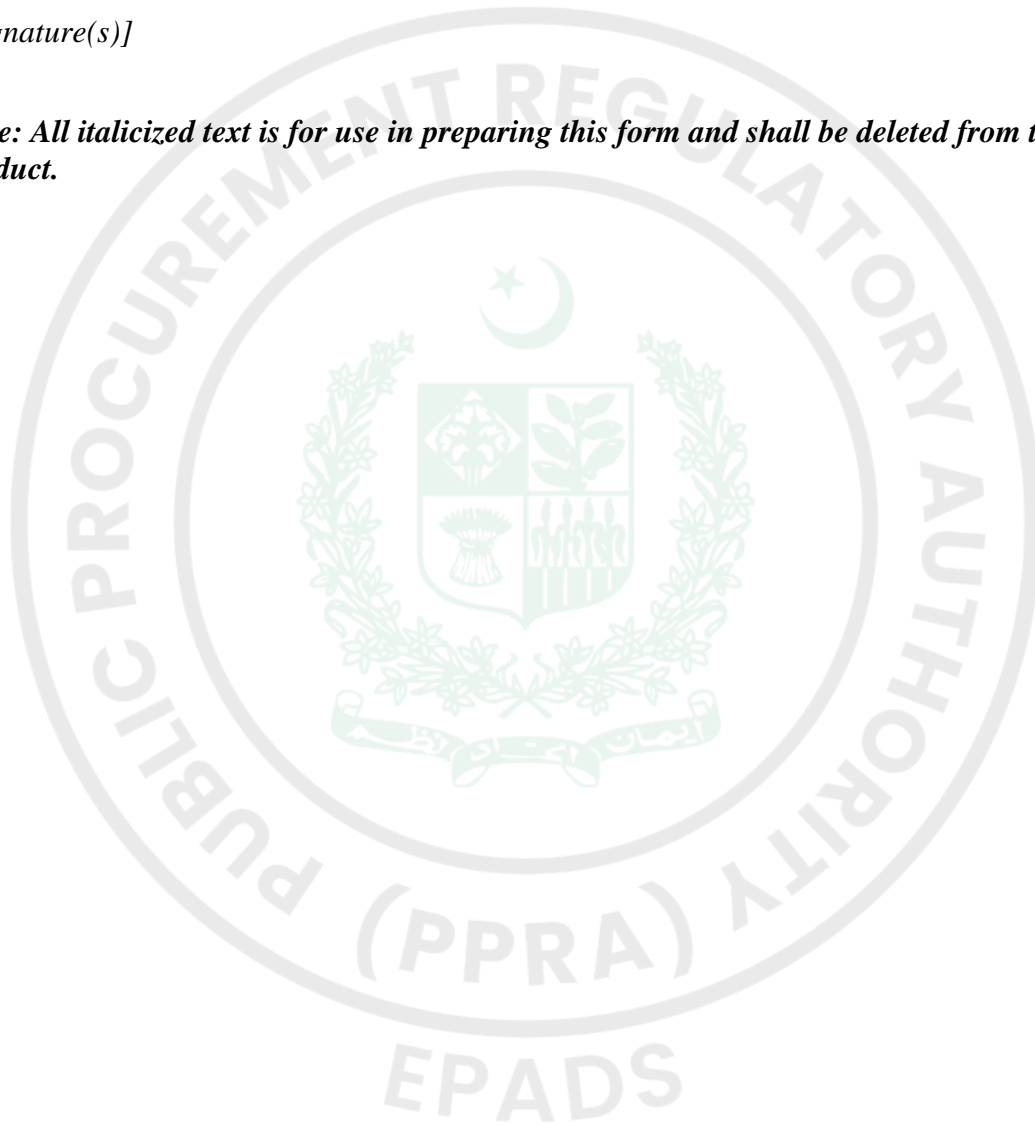 gnature(s)]
e: All italicized text is for use in preparing this form and shall be deleted from t
duct.
PUBLIC PROCUREMENT REGULATORY AUTHORITY
(PPRA)
EPADS